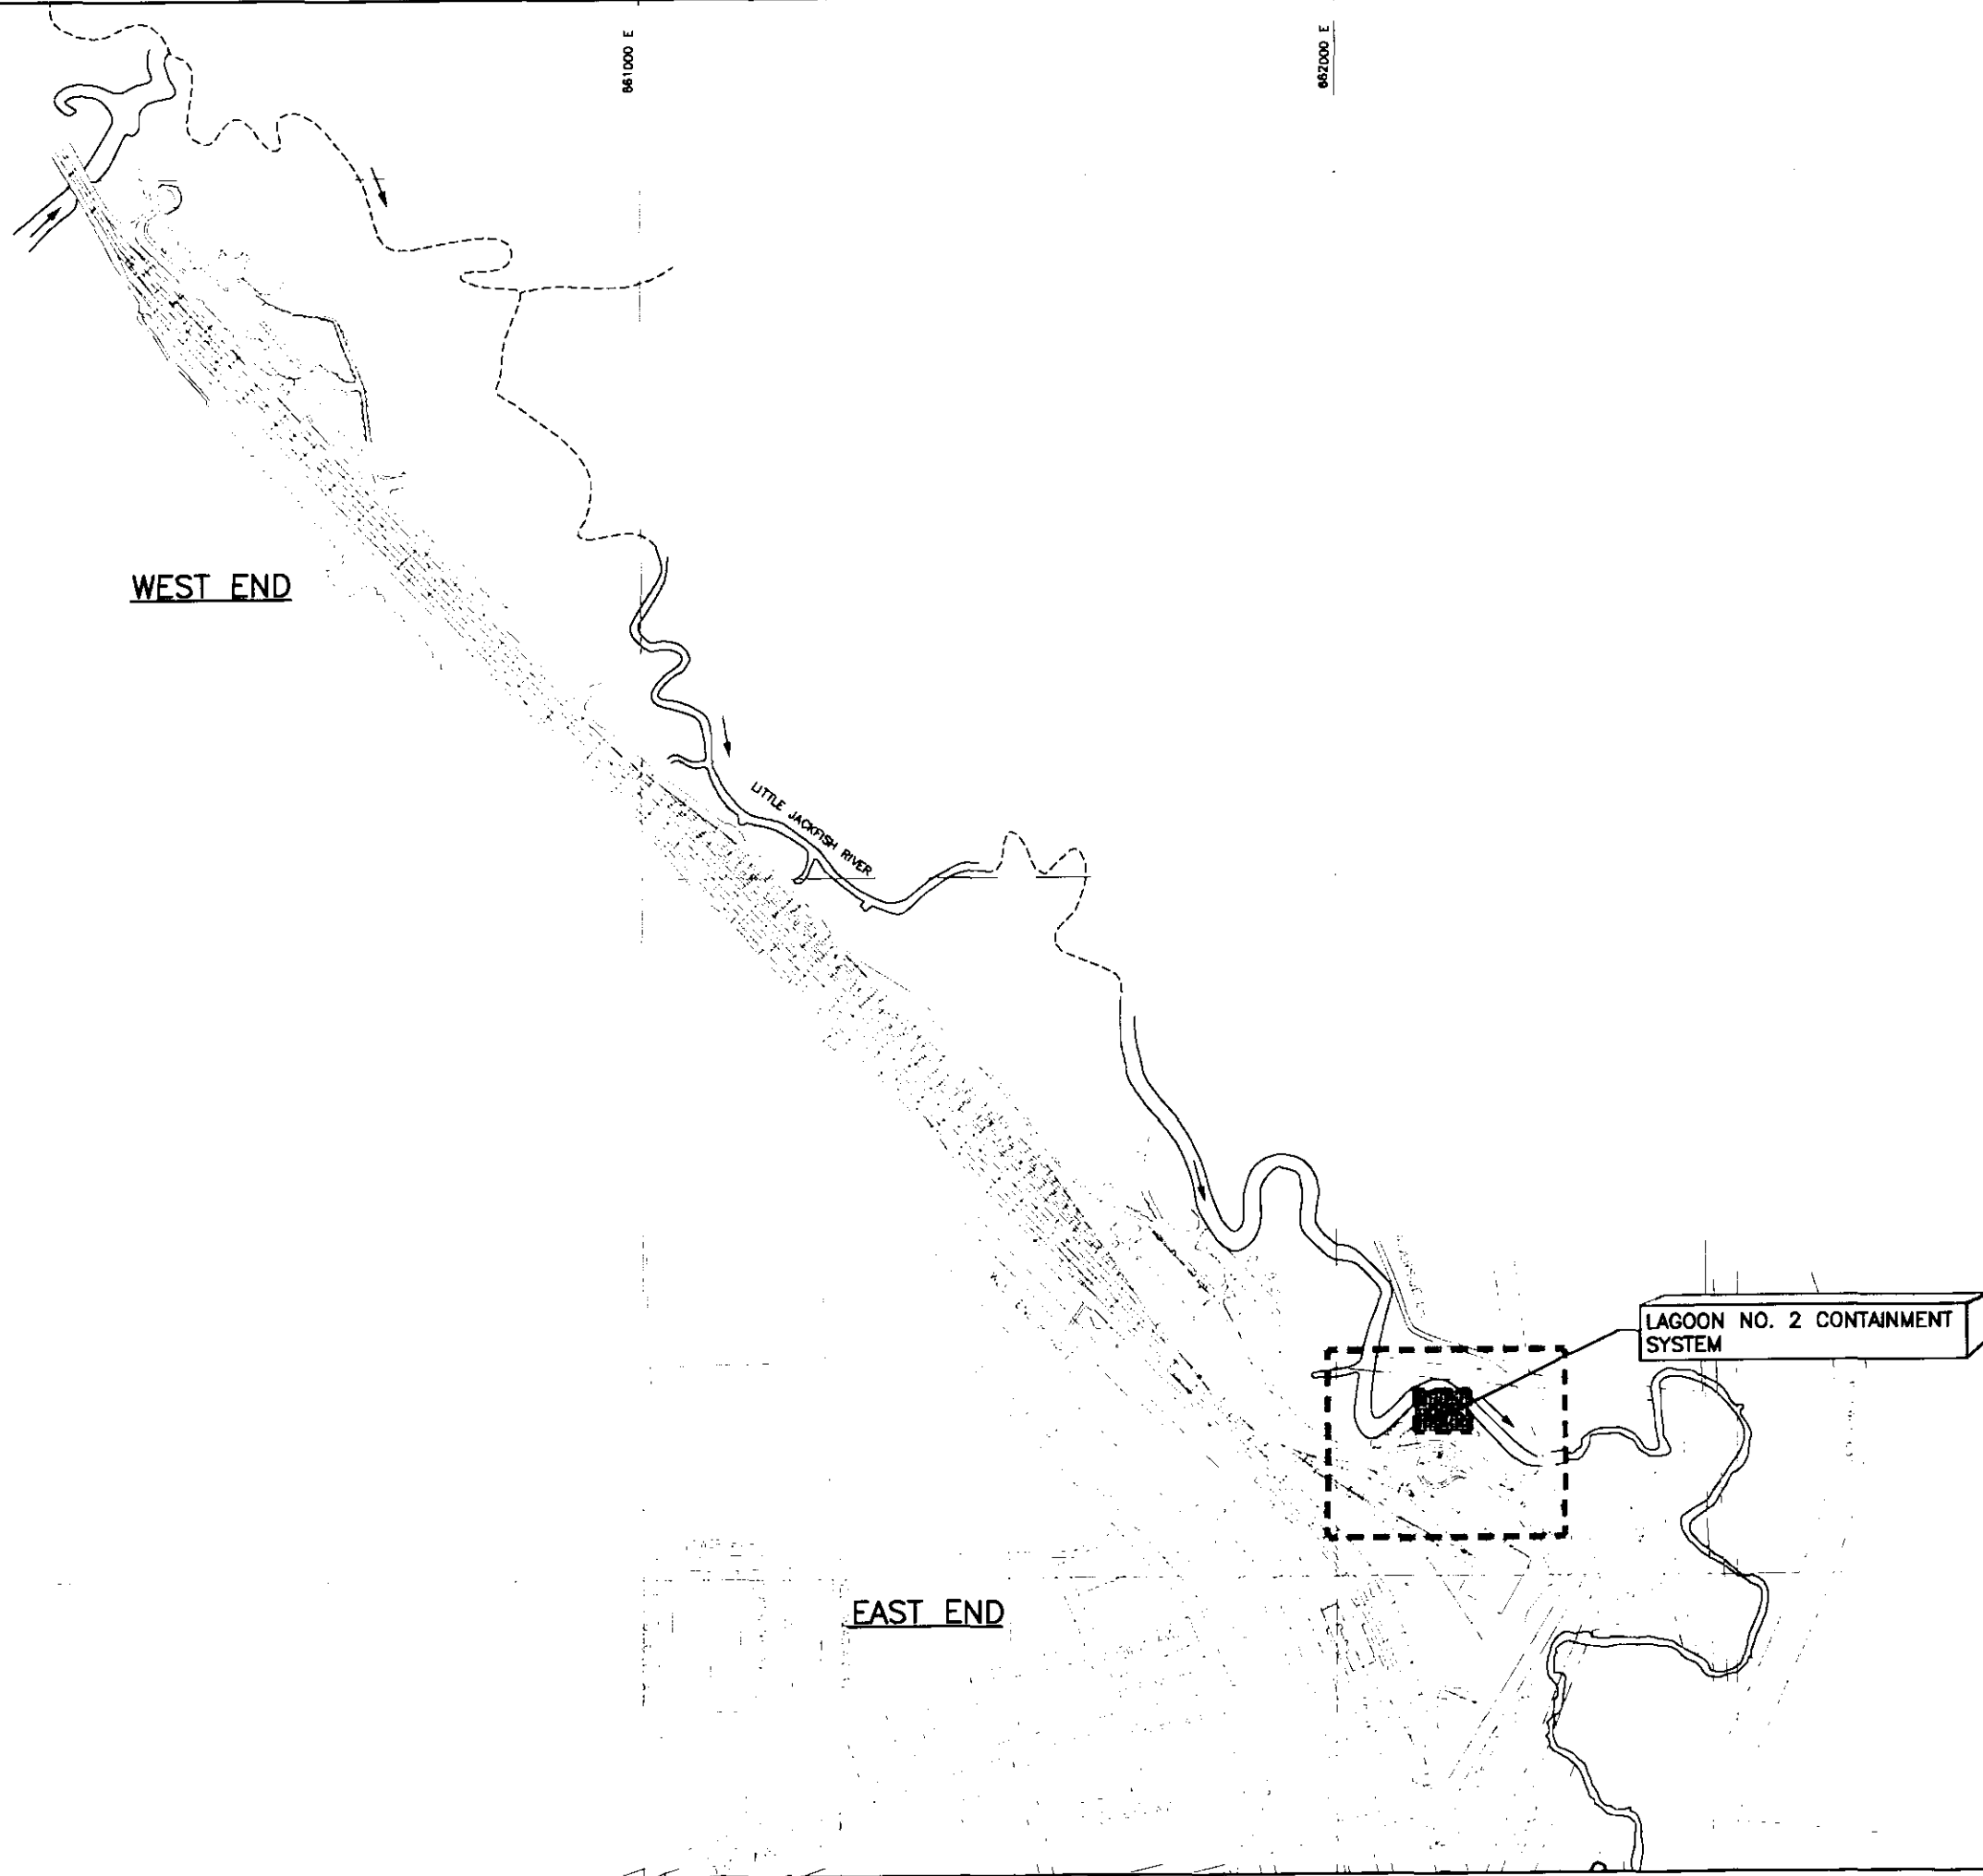 661000 E
662000 E
WEST END
LITTLE JACKFISH RIVER
LAGOON NO. 2 CONTAINMENT
SYSTEM
EAST END